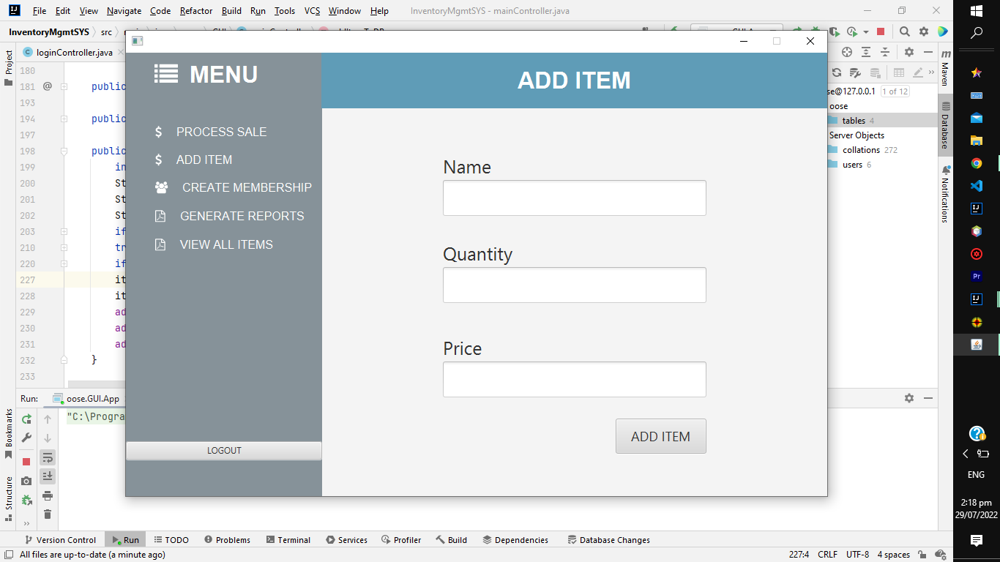 File Edit View Navigate Code Refactor Build Run Tools VCS Window Help InventoryMgmtSYS - mainController.java
InventoryMgmtSYS src
loginController.java
MENU
ADD ITEM
PROCESS SALE
ADD ITEM
CREATE MEMBERSHIP
GENERATE REPORTS
VIEW ALL ITEMS
LOGOUT
Name
Quantity
Price
ADD ITEM
Project
Bookmarks
Structure
180
181 @ public
193
194 public
197
198 public
199 in
200 St
201 St
202 St
203 if
210 tr
220 if
227 it
228 it
229 ad
230 ad
231 ad
232 }
233
se@127.0.0.1 1 of 12
oose
tables 4
Server Objects
collations 272
users 6
Maven
Database
Notifications
Run: oose.GUI.App
"C:\Progra
Version Control Run TODO Problems Terminal Services Profiler Build Dependencies Database Changes
All files are up-to-date (a minute ago) 227:4 CRLF UTF-8 4 spaces
Pr
ENG
2:18 pm
29/07/2022